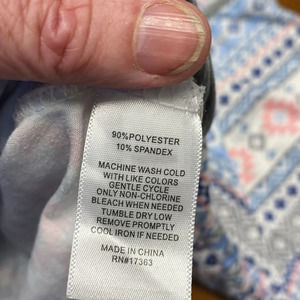 90%POLYESTER
10% SPANDEX
MACHINE WASH COLD
WITH LIKE COLORS
GENTLE CYCLE
ONLY NON-CHLORINE
BLEACH WHEN NEEDED
TUMBLE DRY LOW
REMOVE PROMPTLY
COOL IRON IF NEEDED
MADE IN CHINA
RN#17363